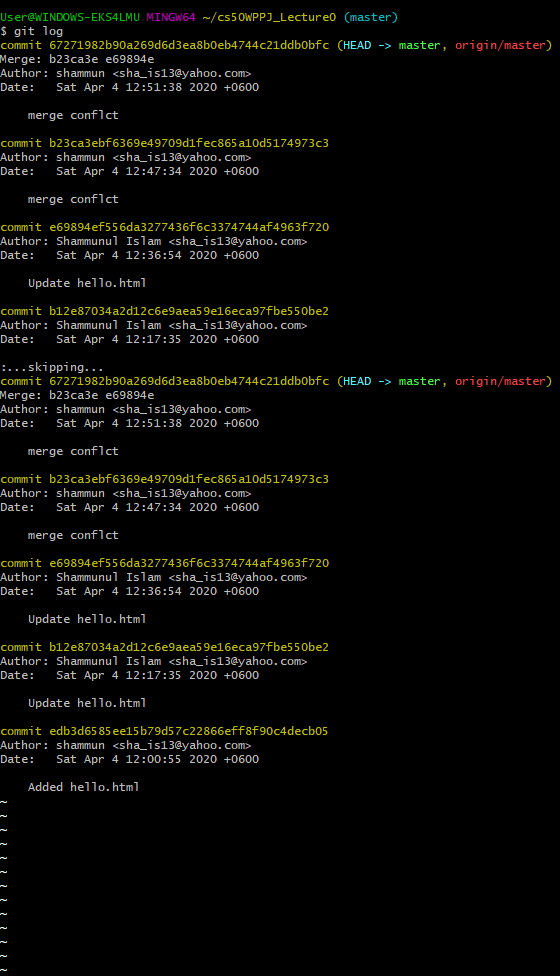 User@WINDOWS-EKS4LMU MINGW64 ~/cs50WPPJ_Lecture0 (master)
$ git log
commit 67271982b90a269d6d3ea8b0eb4744c21ddb0bfc (HEAD -> master, origin/master)
Merge: b23ca3e e69894e
Author: shammun <sha_is13@yahoo.com>
Date:   Sat Apr 4 12:51:38 2020 +0600
    merge conflct
commit b23ca3ebf6369e49709d1fec865a10d5174973c3
Author: shammun <sha_is13@yahoo.com>
Date:   Sat Apr 4 12:47:34 2020 +0600
    merge conflct
commit e69894ef556da3277436f6c3374744af4963f720
Author: Shammunul Islam <sha_is13@yahoo.com>
Date:   Sat Apr 4 12:36:54 2020 +0600
    Update hello.html
commit b12e87034a2d12c6e9aea59e16eca97fbe550be2
Author: Shammunul Islam <sha_is13@yahoo.com>
Date:   Sat Apr 4 12:17:35 2020 +0600
:...skipping...
commit 67271982b90a269d6d3ea8b0eb4744c21ddb0bfc (HEAD -> master, origin/master)
Merge: b23ca3e e69894e
Author: shammun <sha_is13@yahoo.com>
Date:   Sat Apr 4 12:51:38 2020 +0600
    merge conflct
commit b23ca3ebf6369e49709d1fec865a10d5174973c3
Author: shammun <sha_is13@yahoo.com>
Date:   Sat Apr 4 12:47:34 2020 +0600
    merge conflct
commit e69894ef556da3277436f6c3374744af4963f720
Author: Shammunul Islam <sha_is13@yahoo.com>
Date:   Sat Apr 4 12:36:54 2020 +0600
    Update hello.html
commit b12e87034a2d12c6e9aea59e16eca97fbe550be2
Author: Shammunul Islam <sha_is13@yahoo.com>
Date:   Sat Apr 4 12:17:35 2020 +0600
    Update hello.html
commit edb3d6585ee15b79d57c22866eff8f90c4decb05
Author: shammun <sha_is13@yahoo.com>
Date:   Sat Apr 4 12:00:55 2020 +0600
    Added hello.html
~
~
~
~
~
~
~
~
~
~
~
~
~